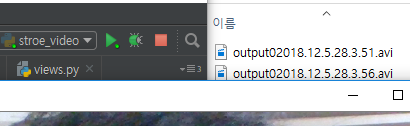 stroe_video
views.py
3
이름
output02018.12.5.28.3.51.avi
output02018.12.5.28.3.56.avi